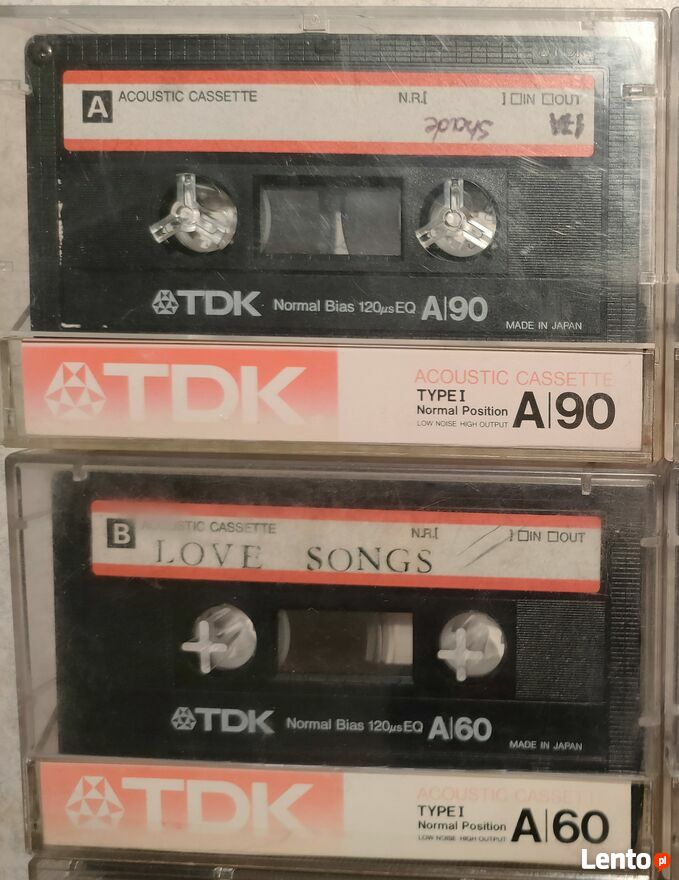 A ACOUSTIC CASSETTE N.R.[ ] □IN □OUT
Shade
TDK Normal Bias 120µs EQ A|90
MADE IN JAPAN
TDK
ACOUSTIC CASSETTE
TYPE I
Normal Position
LOW NOISE HIGH OUTPUT
A|90
B ACOUSTIC CASSETTE N.R.[ ] □IN □OUT
LOVE SONGS
TDK Normal Bias 120µs EQ A|60
MADE IN JAPAN
TDK
ACOUSTIC CASSETTE
TYPE I
Normal Position
LOW NOISE HIGH OUTPUT
A|60
Lento.pl